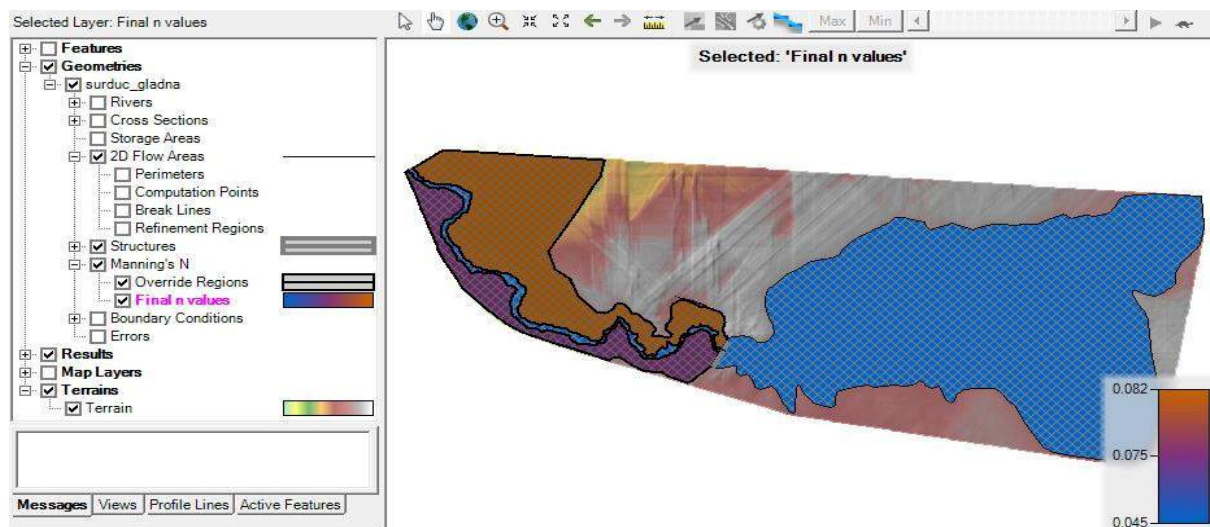 Selected Layer: Final n values
Max
Min
Features
Geometries
surduc_gladna
Rivers
Cross Sections
Storage Areas
2D Flow Areas
Perimeters
Computation Points
Break Lines
Refinement Regions
Structures
Manning's N
Override Regions
Final n values
Boundary Conditions
Errors
Results
Map Layers
Terrains
Terrain
Messages
Views
Profile Lines
Active Features
Selected: 'Final n values'
0.082
0.075
0.045